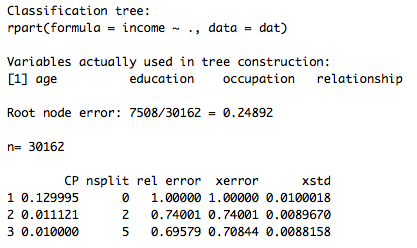 Classification tree:
rpart(formula = income ~ ., data = dat)
Variables actually used in tree construction:
[1] age          education    occupation   relationship
Root node error: 7508/30162 = 0.24892
n= 30162
        CP nsplit rel error  xerror      xstd
1 0.129995      0   1.00000 1.00000 0.0100018
2 0.011121      2   0.74001 0.74001 0.0089670
3 0.010000      5   0.69579 0.70844 0.0088158